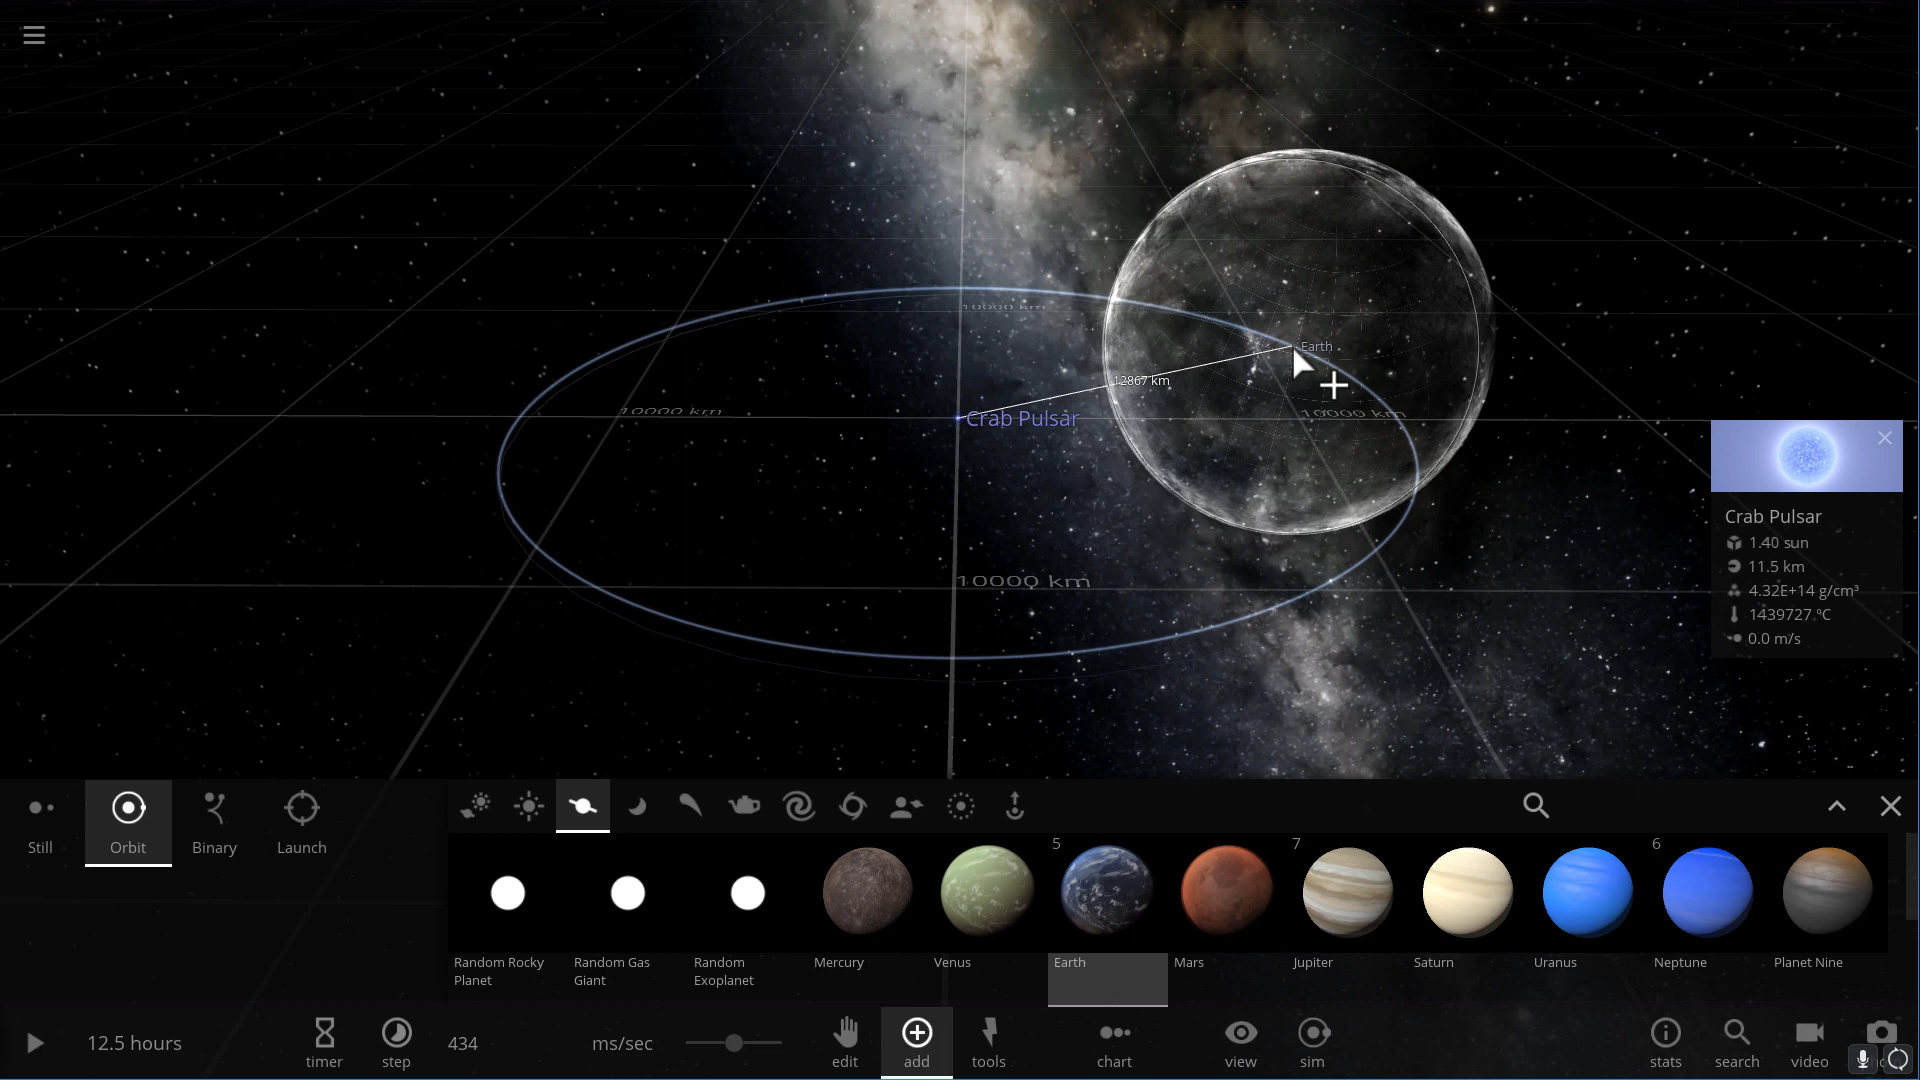 10000 km
Earth
12867 km
10000 km
Crab Pulsar
10000 km
10000 km
Crab Pulsar
1.40 sun
11.5 km
4.32E+14 g/cm³
1439727 °C
0.0 m/s
Still
Orbit
Binary
Launch
5
7
6
Random Rocky
Planet
Random Gas
Giant
Random
Exoplanet
Mercury
Venus
Earth
Mars
Jupiter
Saturn
Uranus
Neptune
Planet Nine
12.5 hours
timer
step
434
ms/sec
edit
add
tools
chart
view
sim
stats
search
video